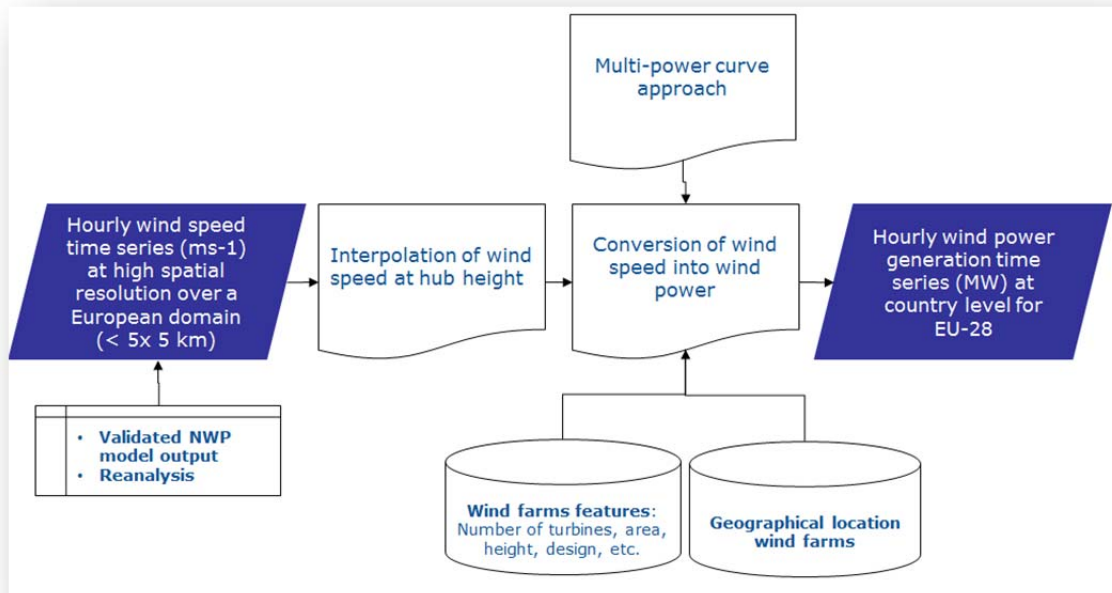 Multi-power curve
approach
Hourly wind speed
time series (ms-1)
at high spatial
resolution over a
European domain
(< 5x 5 km)
Interpolation of wind
speed at hub height
Conversion of wind
speed into wind
power
Hourly wind power
generation time
series (MW) at
country level for
EU-28
• Validated NWP
model output
• Reanalysis
Wind farms features:
Number of turbines, area,
height, design, etc.
Geographical location
wind farms